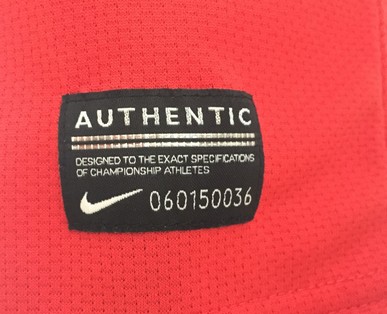 AUTHENTIC
DESIGNED TO THE EXACT SPECIFICATIONS
OF CHAMPIONSHIP ATHLETES
060150036